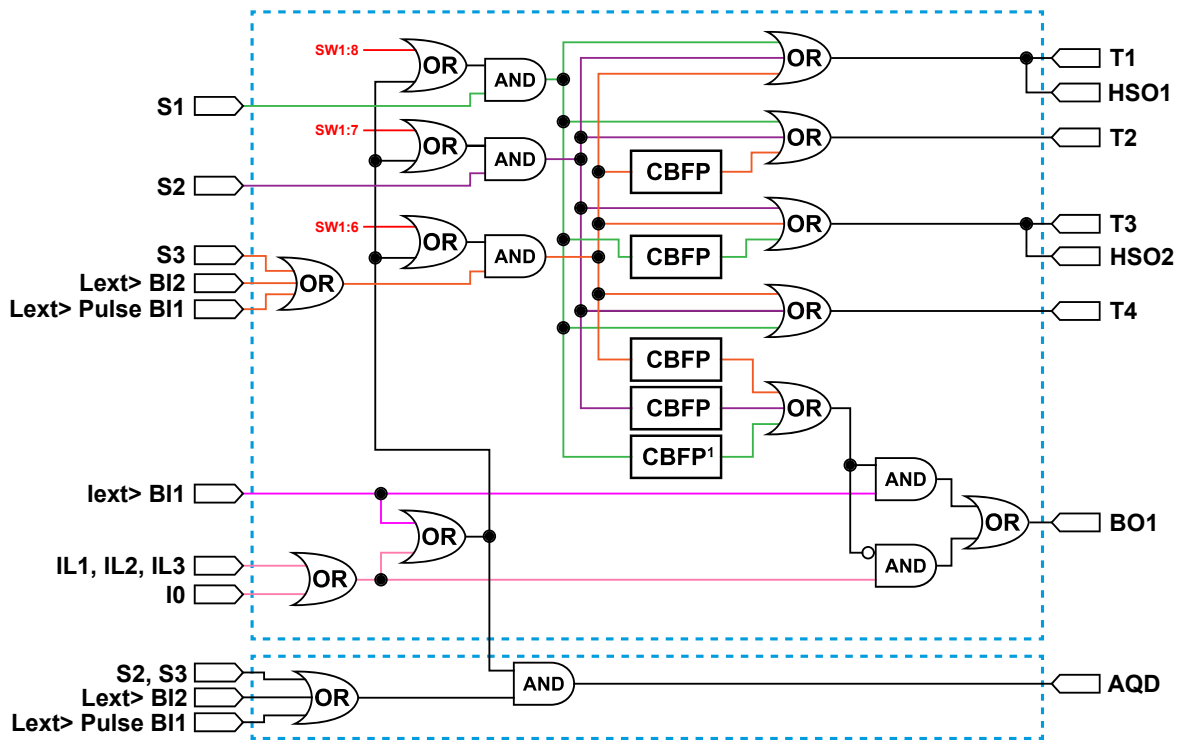 SW1:8
OR
AND
OR
T1
HSO1
S1
SW1:7
OR
AND
OR
T2
S2
CBFP
SW1:6
OR
AND
OR
T3
S3
CBFP
HSO2
Lext> BI2
OR
Lext> Pulse BI1
OR
T4
CBFP
CBFP
OR
CBFP¹
Iext> BI1
AND
OR
OR
BO1
IL1, IL2, IL3
OR
AND
I0
S2, S3
AND
AQD
Lext> BI2
OR
Lext> Pulse BI1